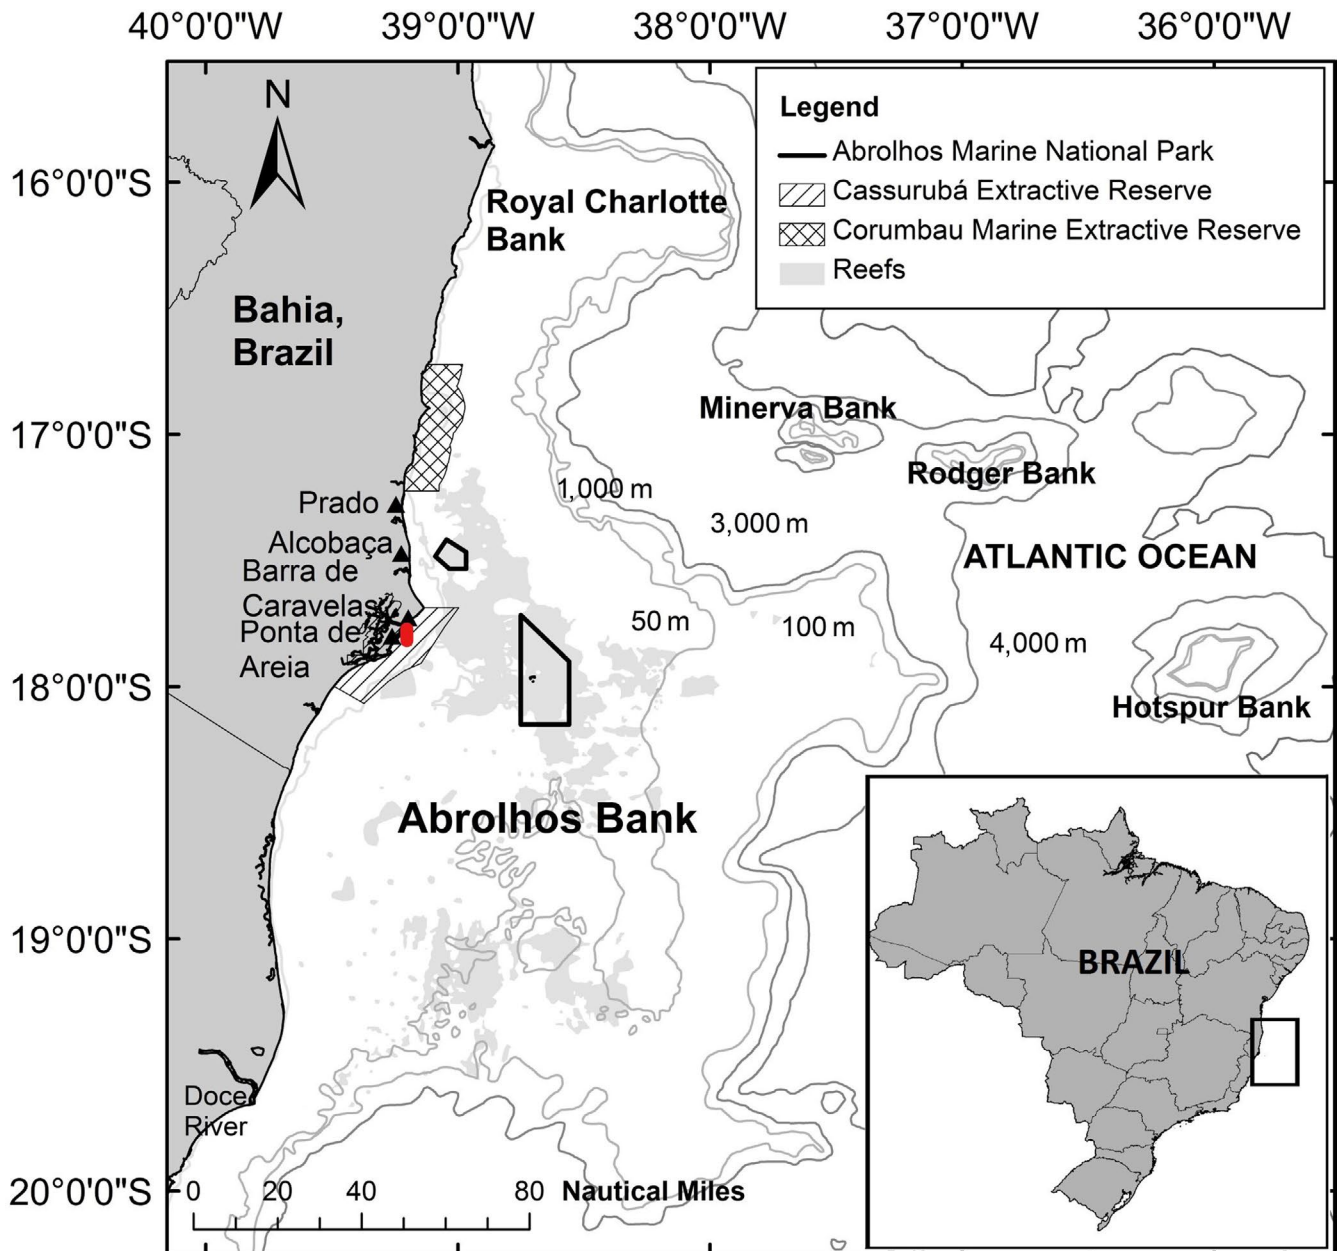 40°0'0"W 39°0'0"W 38°0'0"W 37°0'0"W 36°0'0"W
N
Legend
Abrolhos Marine National Park
Cassurubá Extractive Reserve
Corumbau Marine Extractive Reserve
Reefs
16°0'0"S
Royal Charlotte
Bank
Bahia,
Brazil
Minerva Bank
17°0'0"S
Rodger Bank
1,000 m
Prado
3,000 m
Alcobaça
ATLANTIC OCEAN
Barra de
Caravelas
50 m
100 m
Ponta de
4,000 m
Areia
18°0'0"S
Hotspur Bank
Abrolhos Bank
19°0'0"S
BRAZIL
Doce
River
20°0'0"S
0 20 40 80 Nautical Miles